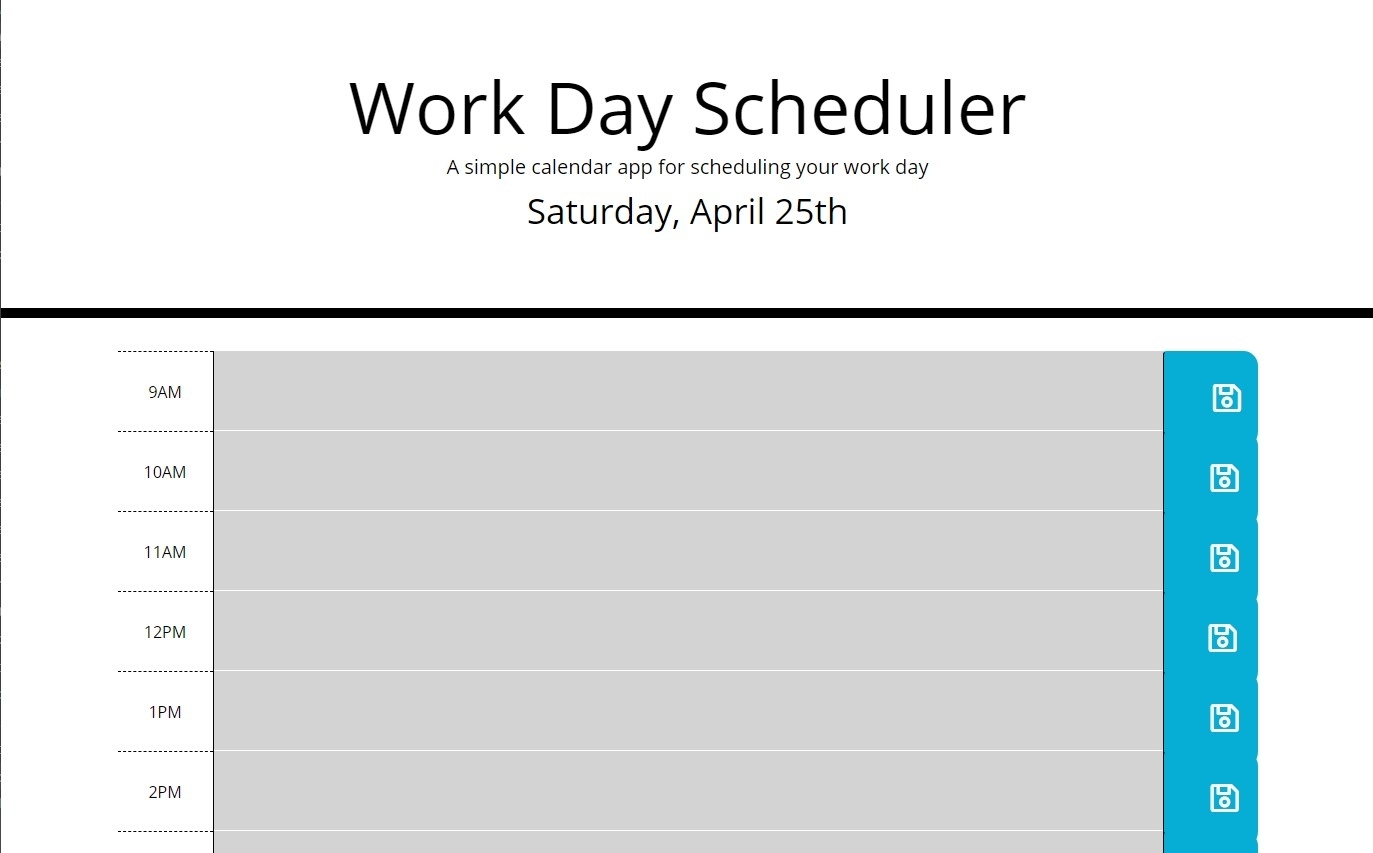 Work Day Scheduler
A simple calendar app for scheduling your work day
Saturday, April 25th
9AM
10AM
11AM
12PM
1PM
2PM